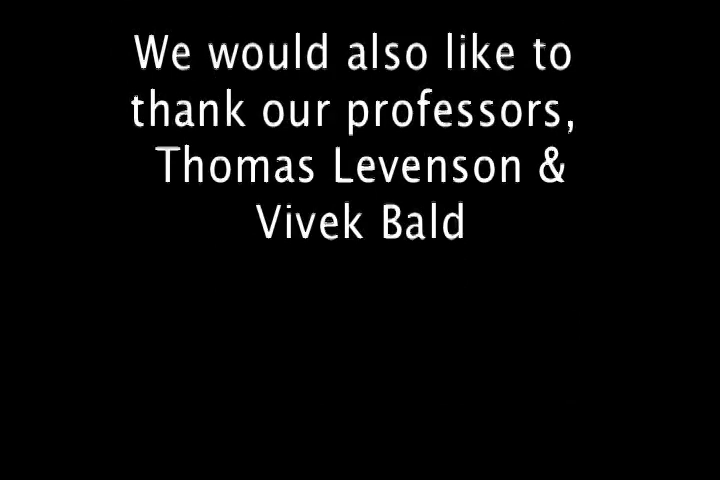 We would also like to
thank our professors,
Thomas Levenson &
Vivek Bald